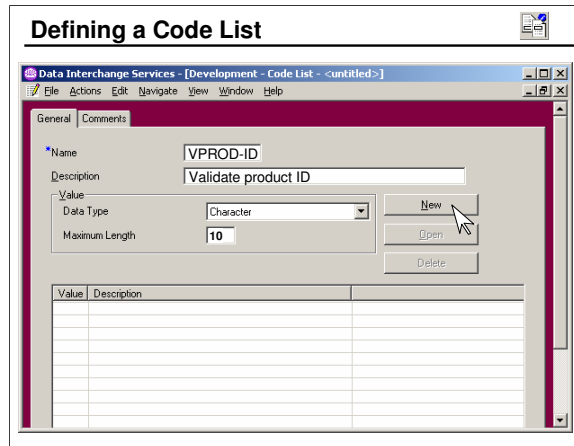 Defining a Code List
Data Interchange Services - [Development - Code List - <untitled>]
File Actions Edit Navigate View Window Help
General Comments
*Name VPROD-ID
Description Validate product ID
Value
Data Type Character
Maximum Length 10
New
Open
Delete
Value Description